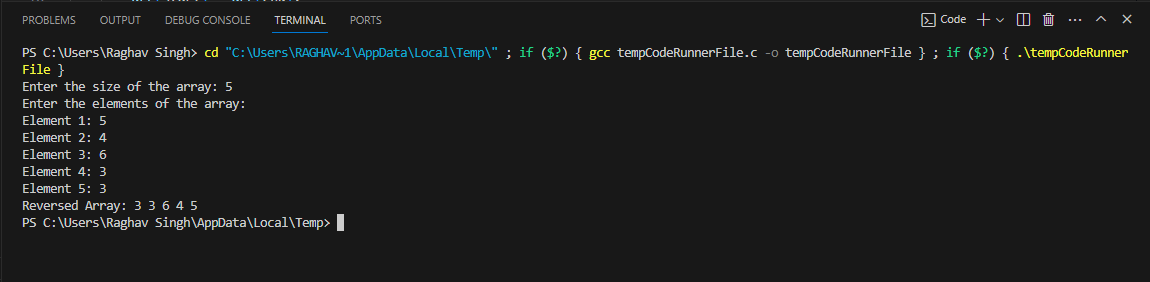 PROBLEMS OUTPUT DEBUG CONSOLE TERMINAL PORTS Code
PS C:\Users\Raghav Singh> cd "C:\Users\RAGHAV~1\AppData\Local\Temp\" ; if ($?) { gcc tempCodeRunnerFile.c -o tempCodeRunnerFile } ; if ($?) { .\tempCodeRunner
File }
Enter the size of the array: 5
Enter the elements of the array:
Element 1: 5
Element 2: 4
Element 3: 6
Element 4: 3
Element 5: 3
Reversed Array: 3 3 6 4 5
PS C:\Users\Raghav Singh\AppData\Local\Temp>